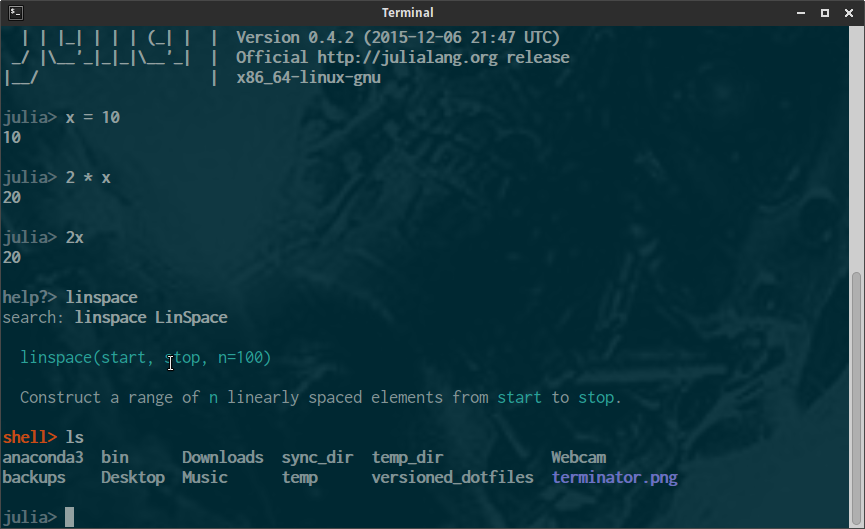 Terminal
| | |_| | | | (_| |  |  Version 0.4.2 (2015-12-06 21:47 UTC)
_/ |\__'_|_|_|\__'_|  |  Official http://julialang.org release
|__/                   |  x86_64-linux-gnu
julia> x = 10
10
julia> 2 * x
20
julia> 2x
20
help?> linspace
search: linspace LinSpace
linspace(start, stop, n=100)
Construct a range of n linearly spaced elements from start to stop.
shell> ls
anaconda3  bin      Downloads  sync_dir  temp_dir            Webcam
backups    Desktop  Music      temp      versioned_dotfiles  terminator.png
julia>